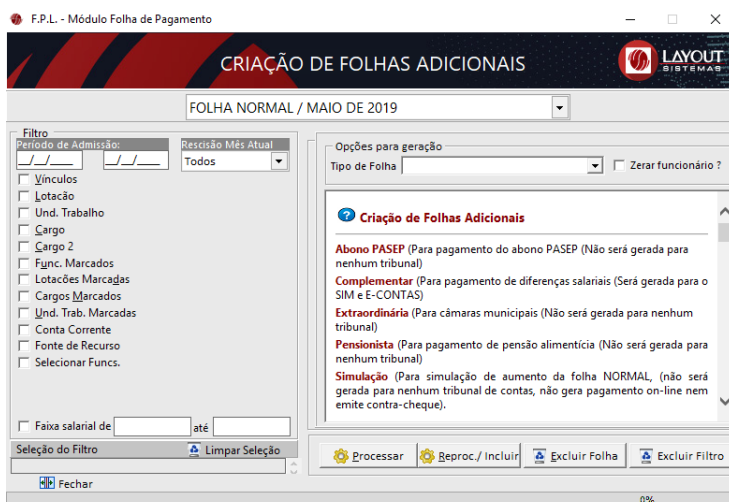 F.P.L. - Módulo Folha de Pagamento
CRIAÇÃO DE FOLHAS ADICIONAIS
LAYOUT
SISTEMAS
FOLHA NORMAL / MAIO DE 2019
Filtro
Período de Admissão:
Rescisão Mês Atual
__/__/____
__/__/____
Todos
Vínculos
Lotacão
Und. Trabalho
Cargo
Cargo 2
Func. Marcados
Lotacões Marcadas
Cargos Marcados
Und. Trab. Marcadas
Conta Corrente
Fonte de Recurso
Selecionar Funcs.
Faixa salarial de
até
Seleção do Filtro
Limpar Seleção
Fechar
Opções para geração
Tipo de Folha
Zerar funcionário ?
Criação de Folhas Adicionais
Abono PASEP (Para pagamento do abono PASEP (Não será gerada para
nenhum tribunal)
Complementar (Para pagamento de diferenças salariais (Será gerada para o
SIM e E-CONTAS)
Extraordinária (Para câmaras municipais (Não será gerada para nenhum
tribunal)
Pensionista (Para pagamento de pensão alimentícia (Não será gerada para
nenhum tribunal)
Simulação (Para simulação de aumento da folha NORMAL, (não será
gerada para nenhum tribunal de contas, não gera pagamento on-line nem
emite contra-cheque).
Processar
Reproc./ Incluir
Excluir Folha
Excluir Filtro
0%